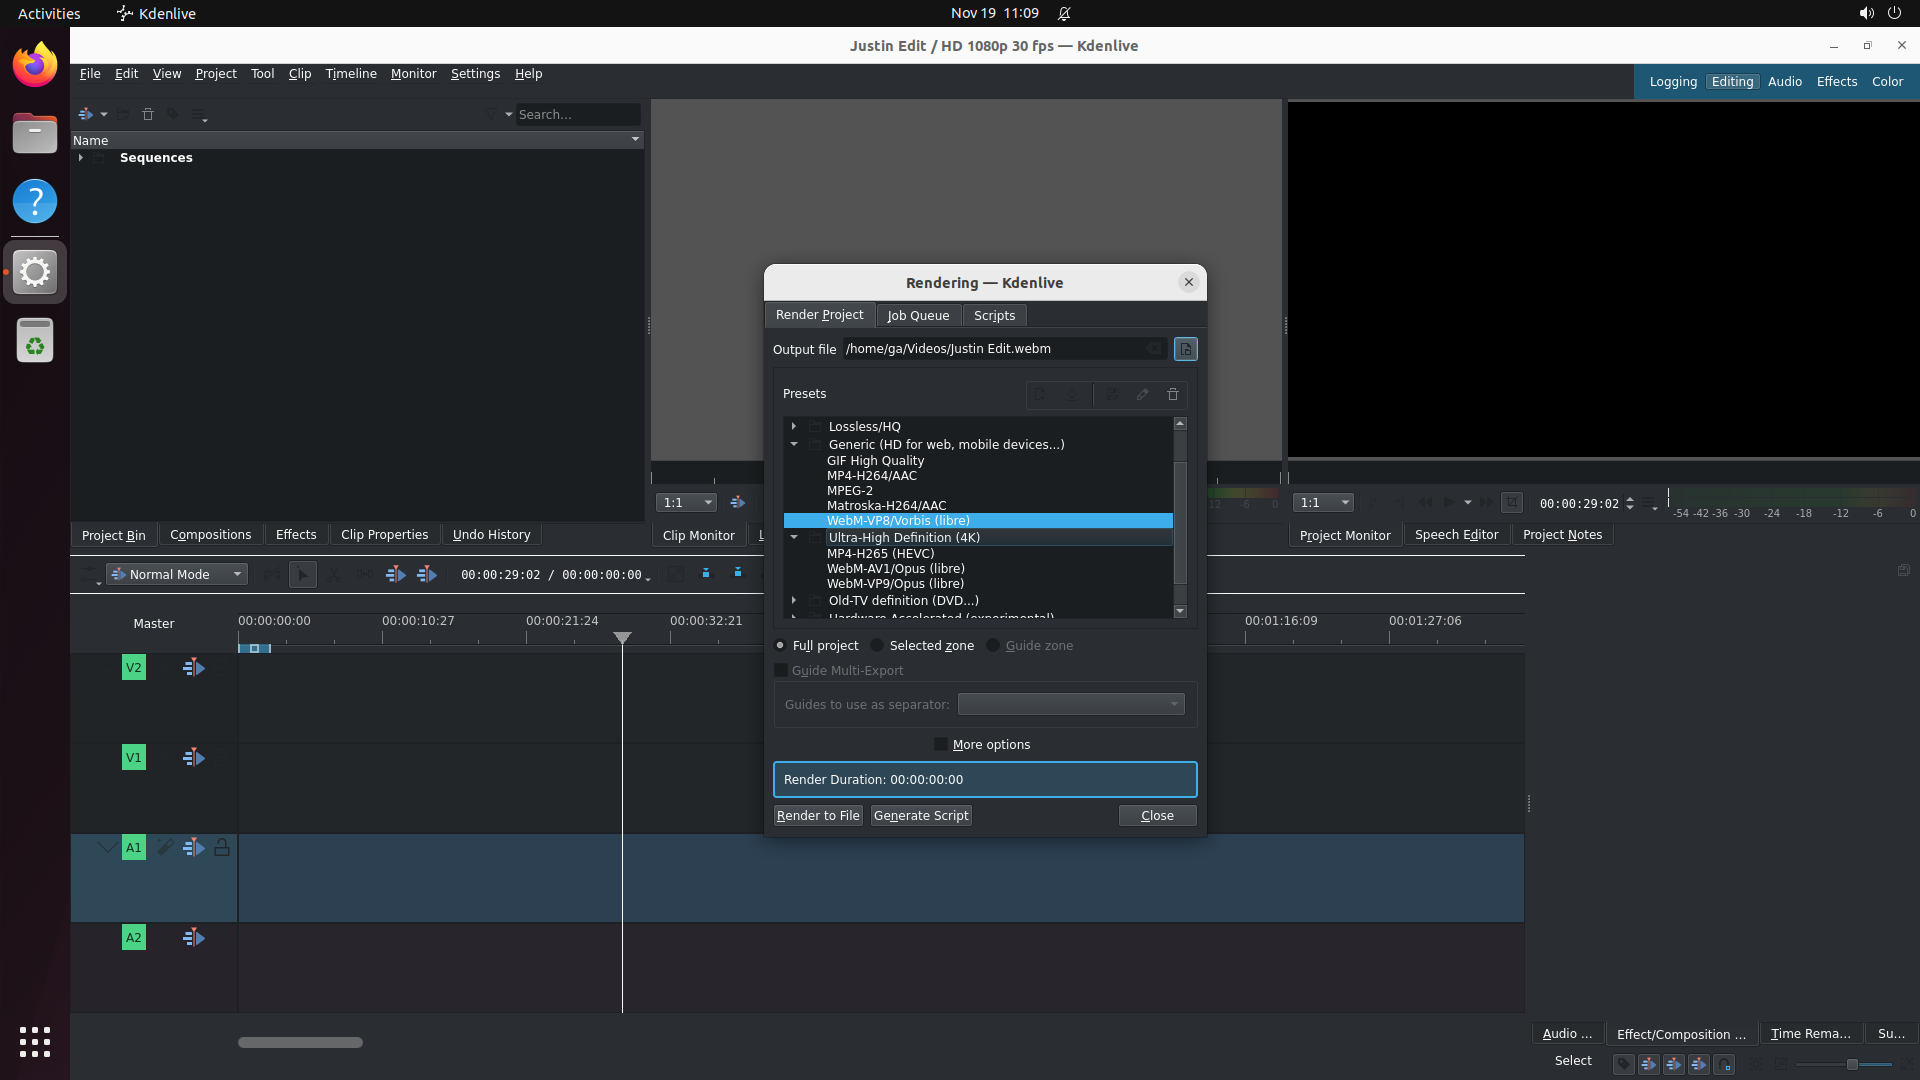 Activities
Kdenlive
Nov 19 11:09
Justin Edit / HD 1080p 30 fps — Kdenlive
File Edit View Project Tool Clip Timeline Monitor Settings Help
Logging Editing Audio Effects Color
Search...
Name
Sequences
Rendering — Kdenlive
Render Project Job Queue Scripts
Output file /home/ga/Videos/Justin Edit.webm
Presets
Lossless/HQ
Generic (HD for web, mobile devices...)
GIF High Quality
MP4-H264/AAC
MPEG-2
Matroska-H264/AAC
WebM-VP8/Vorbis (libre)
Ultra-High Definition (4K)
MP4-H265 (HEVC)
WebM-AV1/Opus (libre)
WebM-VP9/Opus (libre)
Old-TV definition (DVD...)
Hardware Accelerated (experimental)
Full project Selected zone Guide zone
Guide Multi-Export
Guides to use as separator:
More options
Render Duration: 00:00:00:00
Render to File Generate Script Close
1:1
-12 -6 0
1:1
00:00:29:02
-54 -42 -36 -30 -24 -18 -12 -6 0
Project Bin Compositions Effects Clip Properties Undo History
Clip Monitor
Project Monitor Speech Editor Project Notes
Normal Mode
00:00:29:02 / 00:00:00:00
Master
00:00:00:00 00:00:10:27 00:00:21:24 00:00:32:21 00:01:16:09 00:01:27:06
V2
V1
A1
A2
Audio ... Effect/Composition ... Time Rema... Su...
Select